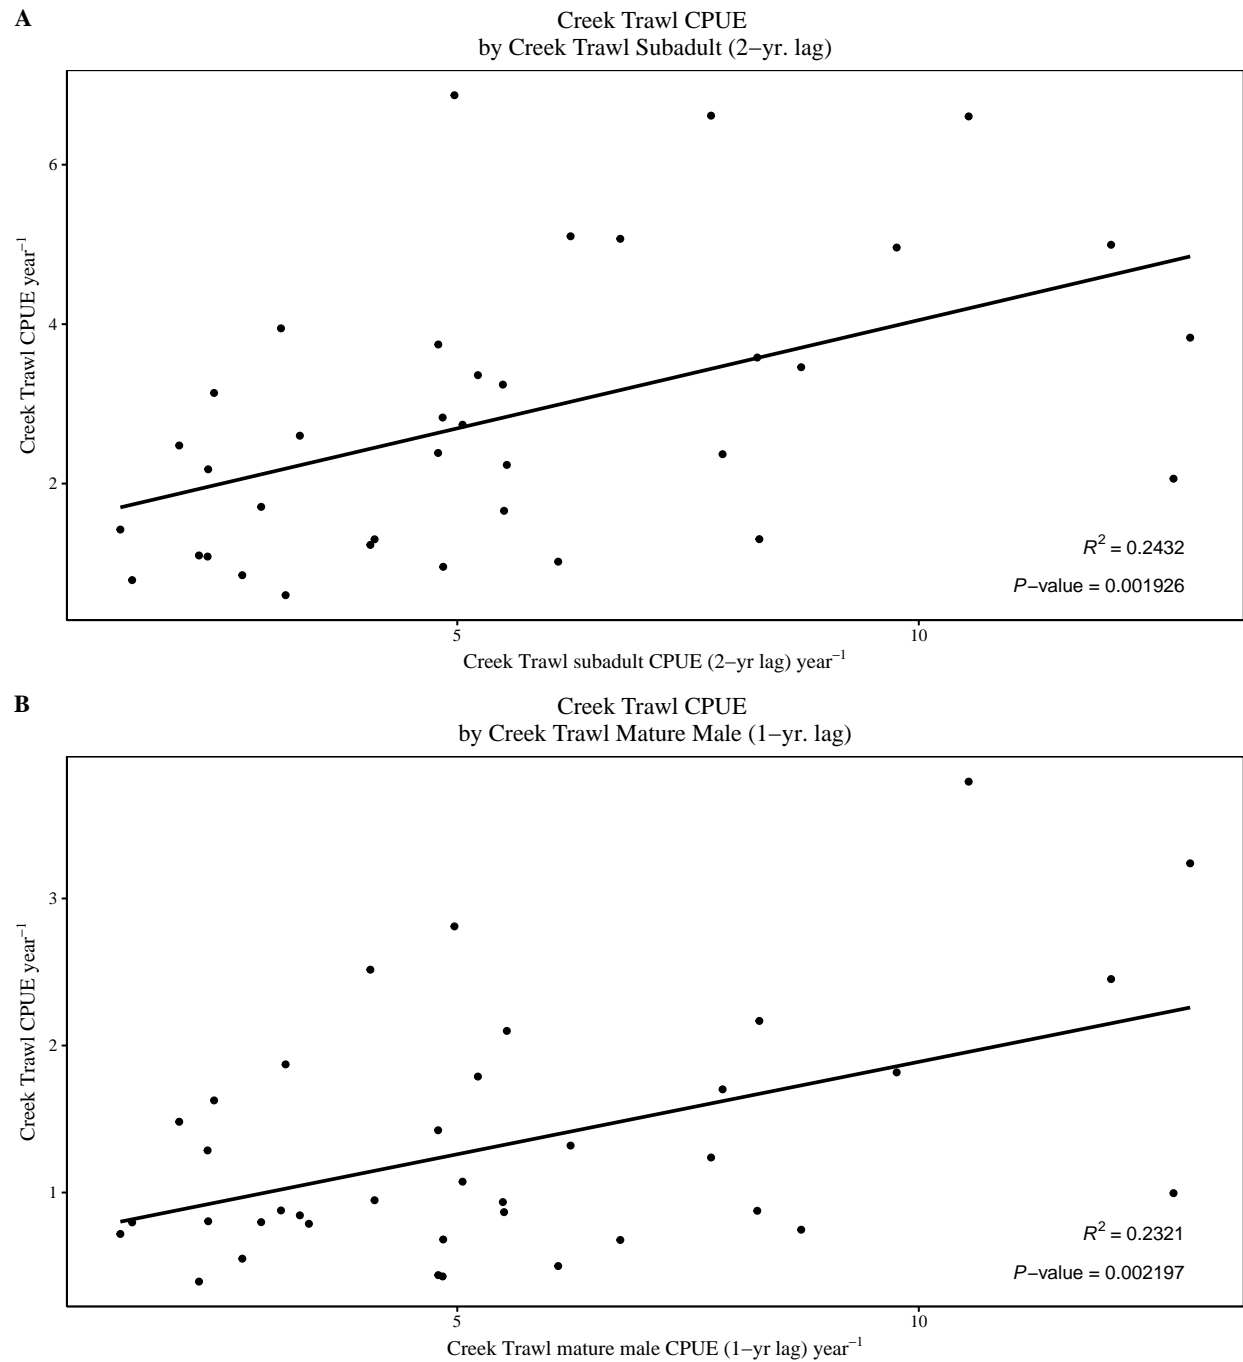 A
Creek Trawl CPUE
by Creek Trawl Subadult (2−yr. lag)
Creek Trawl CPUE year⁻¹
6
4
2
R² = 0.2432
P−value = 0.001926
5
10
Creek Trawl subadult CPUE (2−yr lag) year⁻¹
B
Creek Trawl CPUE
by Creek Trawl Mature Male (1−yr. lag)
Creek Trawl CPUE year⁻¹
3
2
1
R² = 0.2321
P−value = 0.002197
5
10
Creek Trawl mature male CPUE (1−yr lag) year⁻¹